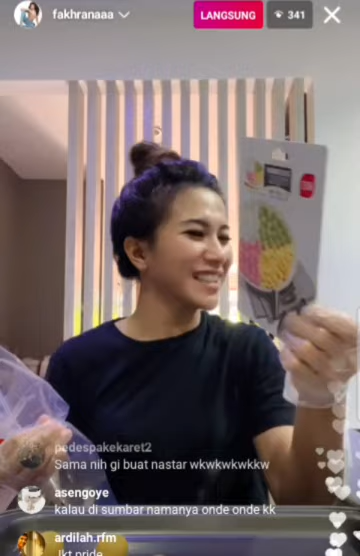 fakhranaaa
LANGSUNG
341
pedespakekaret2
Sama nih gi buat nastar wkwkwkwkkw
asengoye
kalau di sumbar namanya onde onde kk
ardilah.rfm
Jkt pride